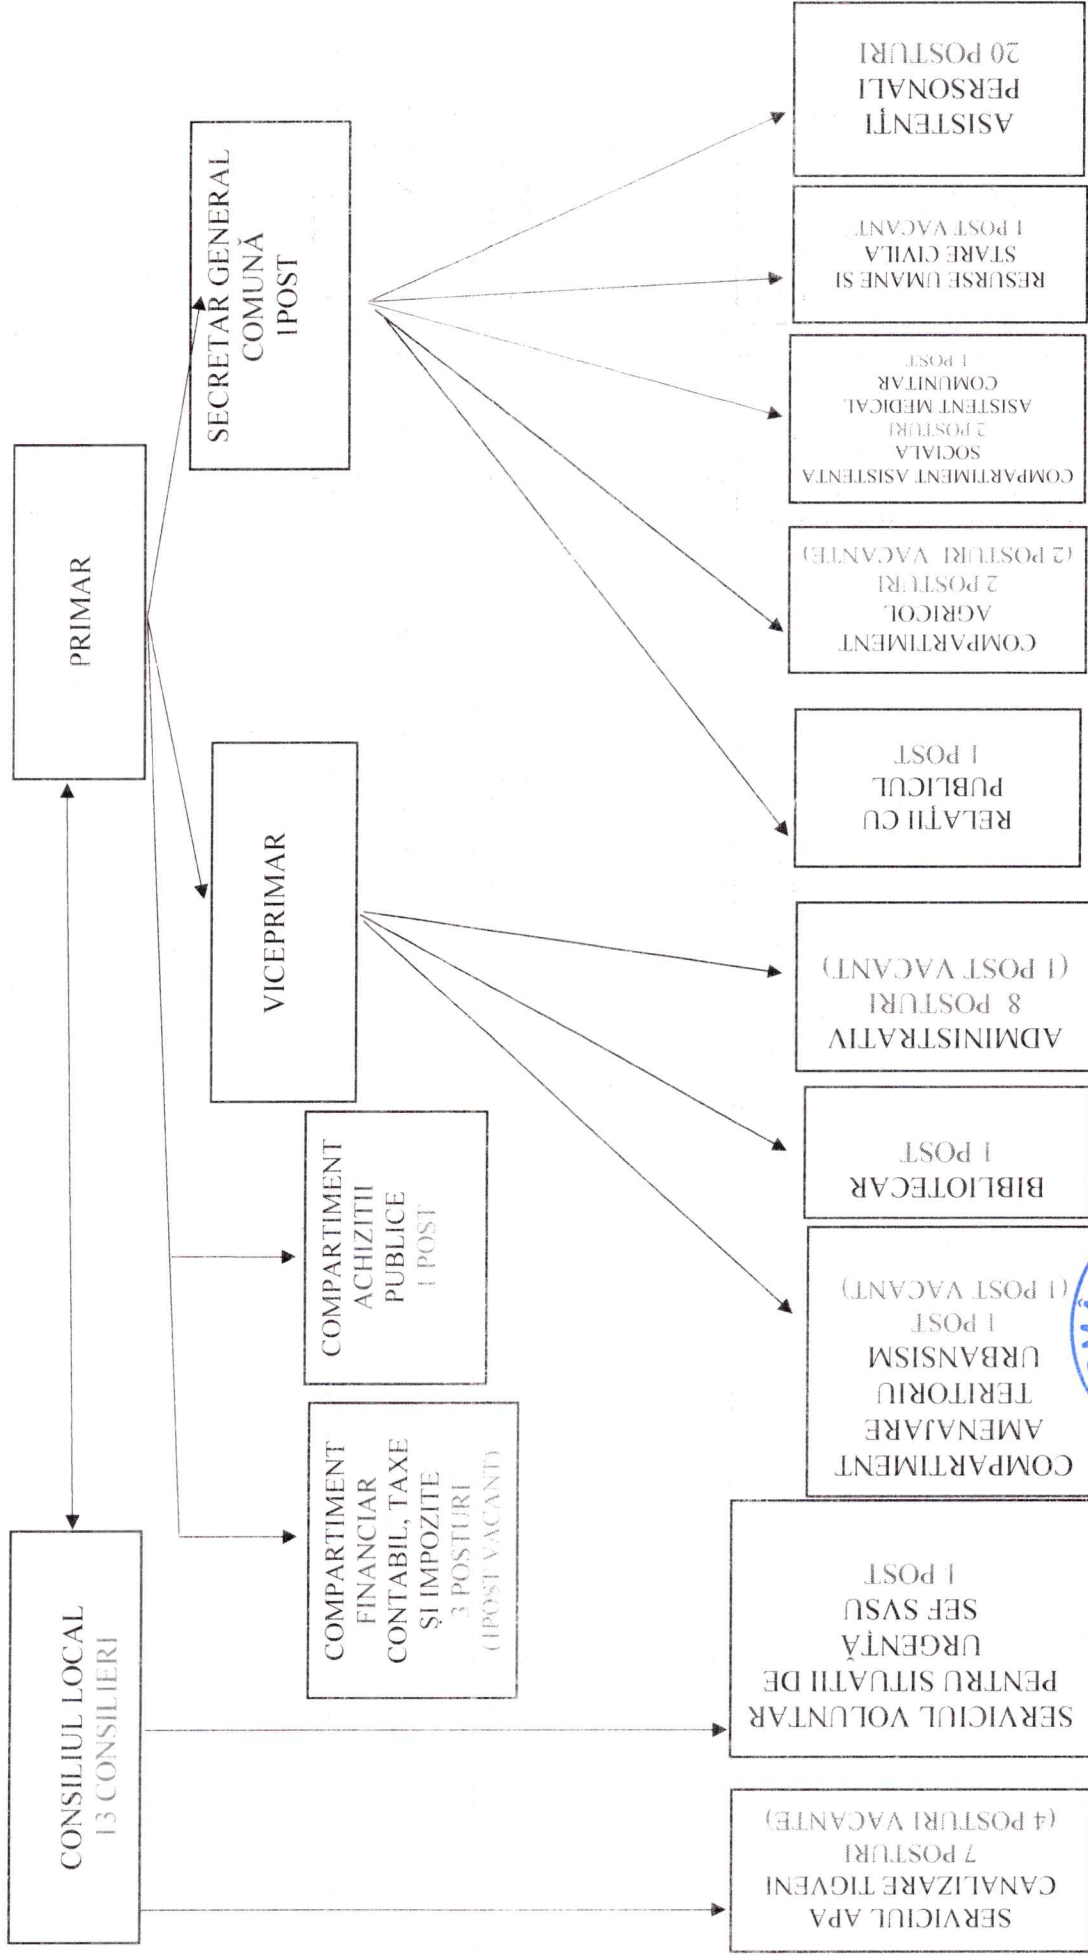 CONSILIUL LOCAL
13 CONSILIERI
PRIMAR
COMPARTIMENT
FINANCIAR
CONTABIL, TAXE
ȘI IMPOZITE
3 POSTURI
(1POST VACANT)
COMPARTIMENT
ACHIZITII
PUBLICE
1 POST
VICEPRIMAR
SECRETAR GENERAL
COMUNĂ
1POST
SERVICIUL APA
CANALIZARE TIGVENI
7 POSTURI
(4 POSTURI VACANTE)
SERVICIUL VOLUNTAR
PENTRU SITUATII DE
URGENȚĂ
SEF SVSU
1 POST
COMPARTIMENT
AMENAJARE
TERITORIU
URBANSISM
1 POST
(1 POST VACANT)
BIBLIOTECAR
1 POST
ADMINISTRATIV
8 POSTURI
(1 POST VACANT)
RELAȚII CU
PUBLICUL
1 POST
COMPARTIMENT
AGRICOL
2 POSTURI
(2 POSTURI VACANTE)
COMPARTIMENT ASISTENTA
SOCIALA
2 POSTURI
ASISTENT MEDICAL
COMUNITAR
1 POST
RESURSE UMANE SI
STARE CIVILA
1 POST VACANT
ASISTENȚI
PERSONALI
20 POSTURI